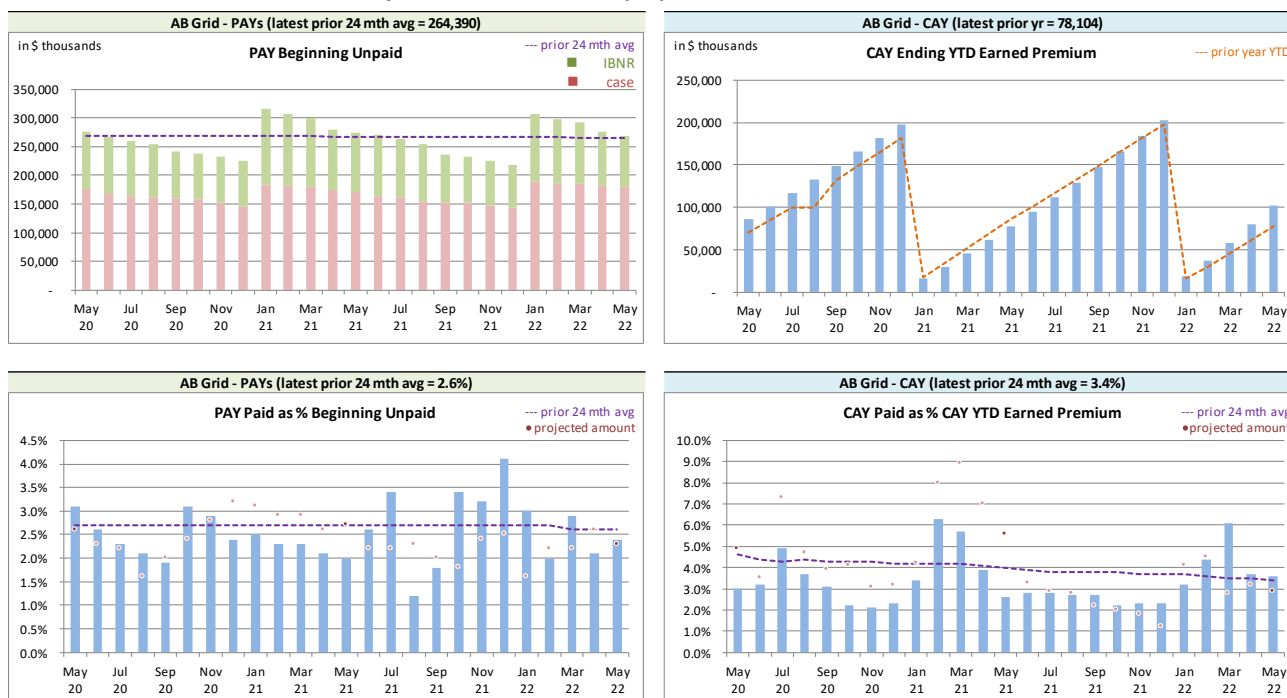 AB Grid - PAYs (latest prior 24 mth avg = 264,390)
in $ thousands
PAY Beginning Unpaid
--- prior 24 mth avg
IBNR
case
350,000
300,000
250,000
200,000
150,000
100,000
50,000
-
May 20 Jul 20 Sep 20 Nov 20 Jan 21 Mar 21 May 21 Jul 21 Sep 21 Nov 21 Jan 22 Mar 22 May 22
AB Grid - CAY (latest prior yr = 78,104)
in $ thousands
CAY Ending YTD Earned Premium
--- prior year YTD
250,000
200,000
150,000
100,000
50,000
-
May 20 Jul 20 Sep 20 Nov 20 Jan 21 Mar 21 May 21 Jul 21 Sep 21 Nov 21 Jan 22 Mar 22 May 22
AB Grid - PAYs (latest prior 24 mth avg = 2.6%)
PAY Paid as % Beginning Unpaid
--- prior 24 mth avg
projected amount
4.5%
4.0%
3.5%
3.0%
2.5%
2.0%
1.5%
1.0%
0.5%
0.0%
May 20 Jul 20 Sep 20 Nov 20 Jan 21 Mar 21 May 21 Jul 21 Sep 21 Nov 21 Jan 22 Mar 22 May 22
AB Grid - CAY (latest prior 24 mth avg = 3.4%)
CAY Paid as % CAY YTD Earned Premium
--- prior 24 mth avg
projected amount
10.0%
9.0%
8.0%
7.0%
6.0%
5.0%
4.0%
3.0%
2.0%
1.0%
0.0%
May 20 Jul 20 Sep 20 Nov 20 Jan 21 Mar 21 May 21 Jul 21 Sep 21 Nov 21 Jan 22 Mar 22 May 22